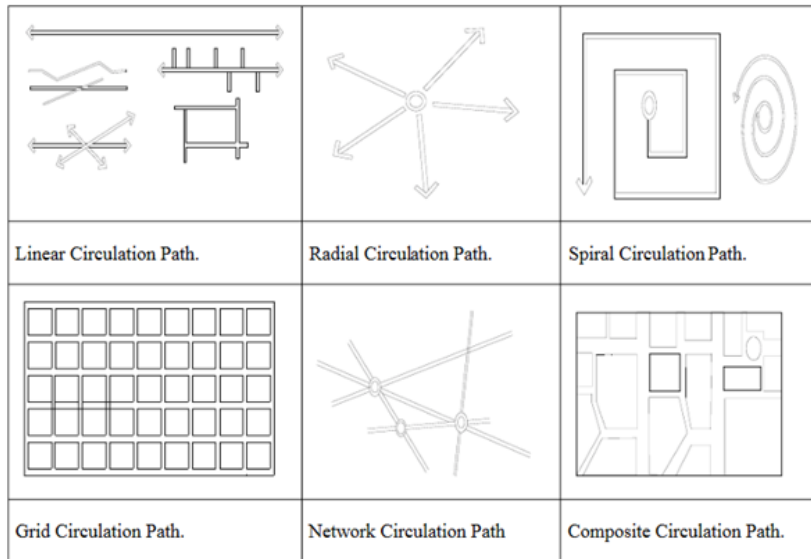 Linear Circulation Path.
Radial Circulation Path.
Spiral Circulation Path.
Grid Circulation Path.
Network Circulation Path
Composite Circulation Path.